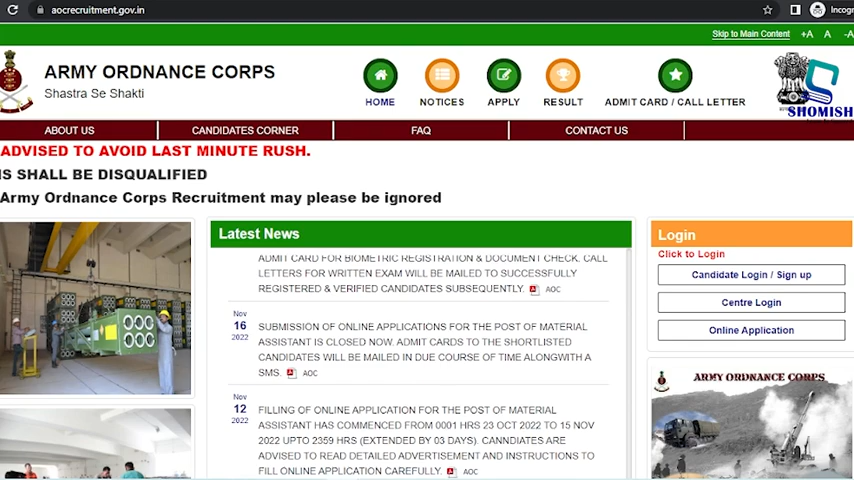 aocrecruitment.gov.in
Incogn
Skip to Main Content +A A -A
ARMY ORDNANCE CORPS
Shastra Se Shakti
HOME NOTICES APPLY RESULT ADMIT CARD / CALL LETTER
SHOMISH
ABOUT US CANDIDATES CORNER FAQ CONTACT US
ADVISED TO AVOID LAST MINUTE RUSH.
IS SHALL BE DISQUALIFIED
Army Ordnance Corps Recruitment may please be ignored
Latest News
ADMIT CARD FOR BIOMETRIC REGISTRATION & DOCUMENT CHECK. CALL
LETTERS FOR WRITTEN EXAM WILL BE MAILED TO SUCCESSFULLY
REGISTERED & VERIFIED CANDIDATES SUBSEQUENTLY. AOC
Nov
16
2022
SUBMISSION OF ONLINE APPLICATIONS FOR THE POST OF MATERIAL
ASSISTANT IS CLOSED NOW. ADMIT CARDS TO THE SHORTLISTED
CANDIDATES WILL BE MAILED IN DUE COURSE OF TIME ALONGWITH A
SMS. AOC
Nov
12
2022
FILLING OF ONLINE APPLICATION FOR THE POST OF MATERIAL
ASSISTANT HAS COMMENCED FROM 0001 HRS 23 OCT 2022 TO 15 NOV
2022 UPTO 2359 HRS (EXTENDED BY 03 DAYS). CANNDIATES ARE
ADVISED TO READ DETAILED ADVERTISEMENT AND INSTRUCTIONS TO
FILL ONLINE APPLICATION CAREFULLY. AOC
Login
Click to Login
Candidate Login / Sign up
Centre Login
Online Application
ARMY ORDNANCE CORPS